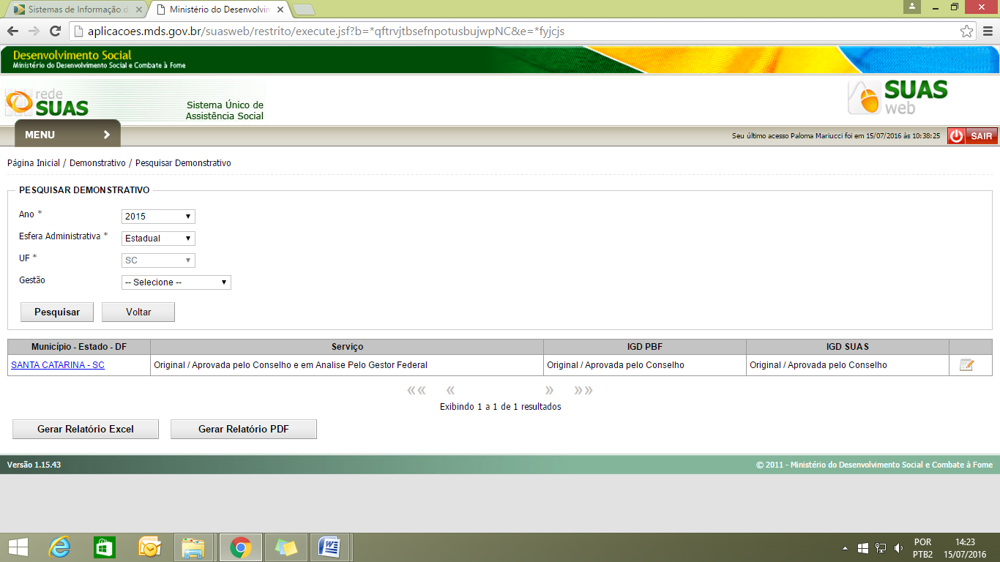 Sistemas de Informação d
Ministério do Desenvolvim
aplicacoes.mds.gov.br/suasweb/restrito/execute.jsf?b=*qftrvjtbsefnpotusbujwpNC&e=*fyjcjs
Desenvolvimento Social
Ministério do Desenvolvimento Social e Combate à Fome
rede
SUAS
Sistema Único de
Assistência Social
SUAS
web
MENU
Seu último acesso Paloma Mariucci foi em 15/07/2016 às 10:38:25
SAIR
Página Inicial / Demonstrativo / Pesquisar Demonstrativo
PESQUISAR DEMONSTRATIVO
Ano * 2015
Esfera Administrativa * Estadual
UF * SC
Gestão -- Selecione --
Pesquisar Voltar
Município - Estado - DF Serviço IGD PBF IGD SUAS
SANTA CATARINA - SC Original / Aprovada pelo Conselho e em Analise Pelo Gestor Federal Original / Aprovada pelo Conselho Original / Aprovada pelo Conselho
«« « » »»
Exibindo 1 a 1 de 1 resultados
Gerar Relatório Excel Gerar Relatório PDF
Versão 1.15.43 © 2011 - Ministério do Desenvolvimento Social e Combate à Fome
POR 14:23
PTB2 15/07/2016